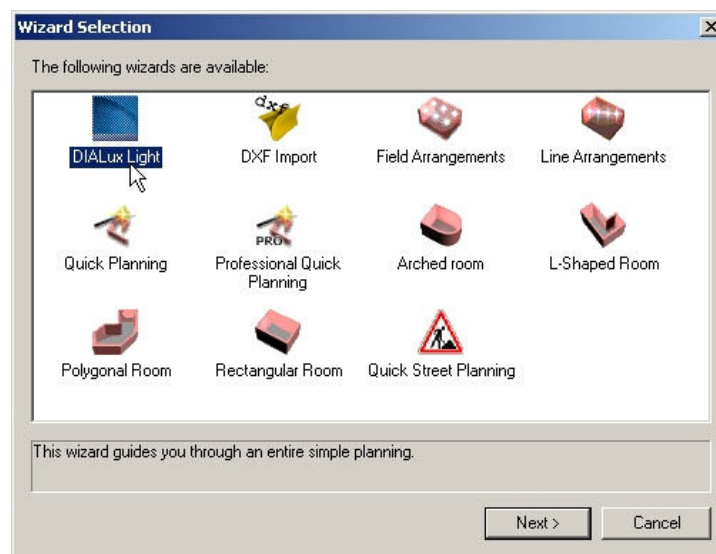 Wizard Selection
The following wizards are available:
dxf
DIALux Light
DXF Import
Field Arrangements
Line Arrangements
PRO
Quick Planning
Professional Quick
Planning
Arched room
L-Shaped Room
Polygonal Room
Rectangular Room
Quick Street Planning
This wizard guides you through an entire simple planning.
Next >
Cancel